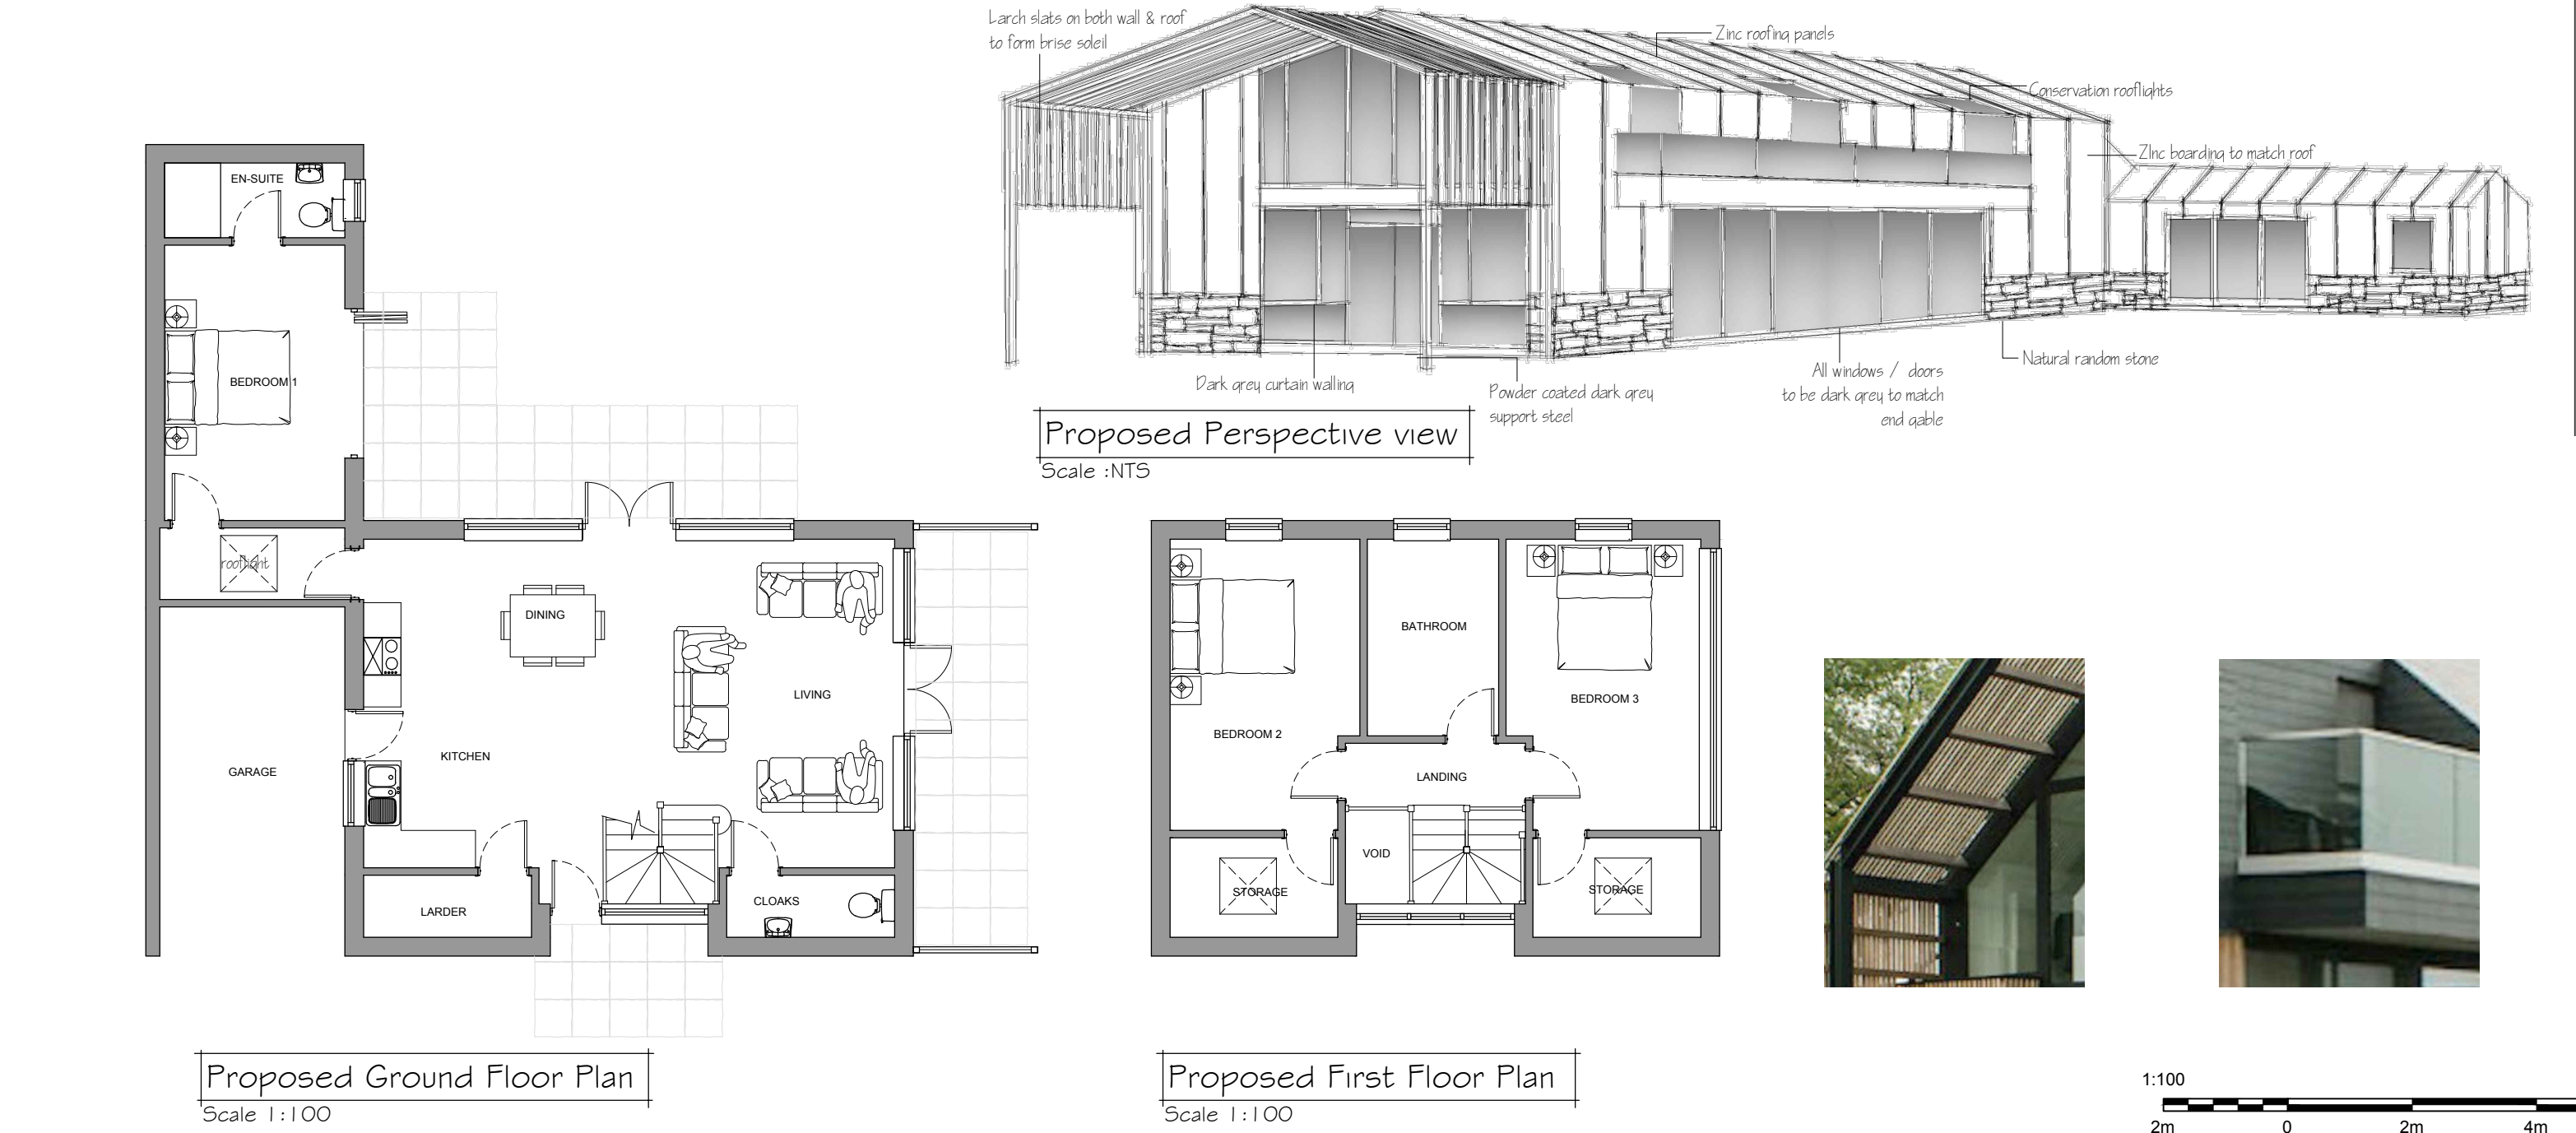 Larch slats on both wall & roof
to form brise soleil
Zinc roofing panels
Conservation rooflights
ZInc boarding to match roof
Natural random stone
All windows / doors
to be dark grey to match
end gable
Powder coated dark grey
support steel
Dark grey curtain walling
Proposed Perspective view
Scale :NTS
EN-SUITE
BEDROOM 1
rooflight
DINING
LIVING
KITCHEN
GARAGE
LARDER
CLOAKS
Proposed Ground Floor Plan
Scale 1:100
BATHROOM
BEDROOM 3
BEDROOM 2
LANDING
VOID
STORAGE
STORAGE
Proposed First Floor Plan
Scale 1:100
1:100
2m 0 2m 4m